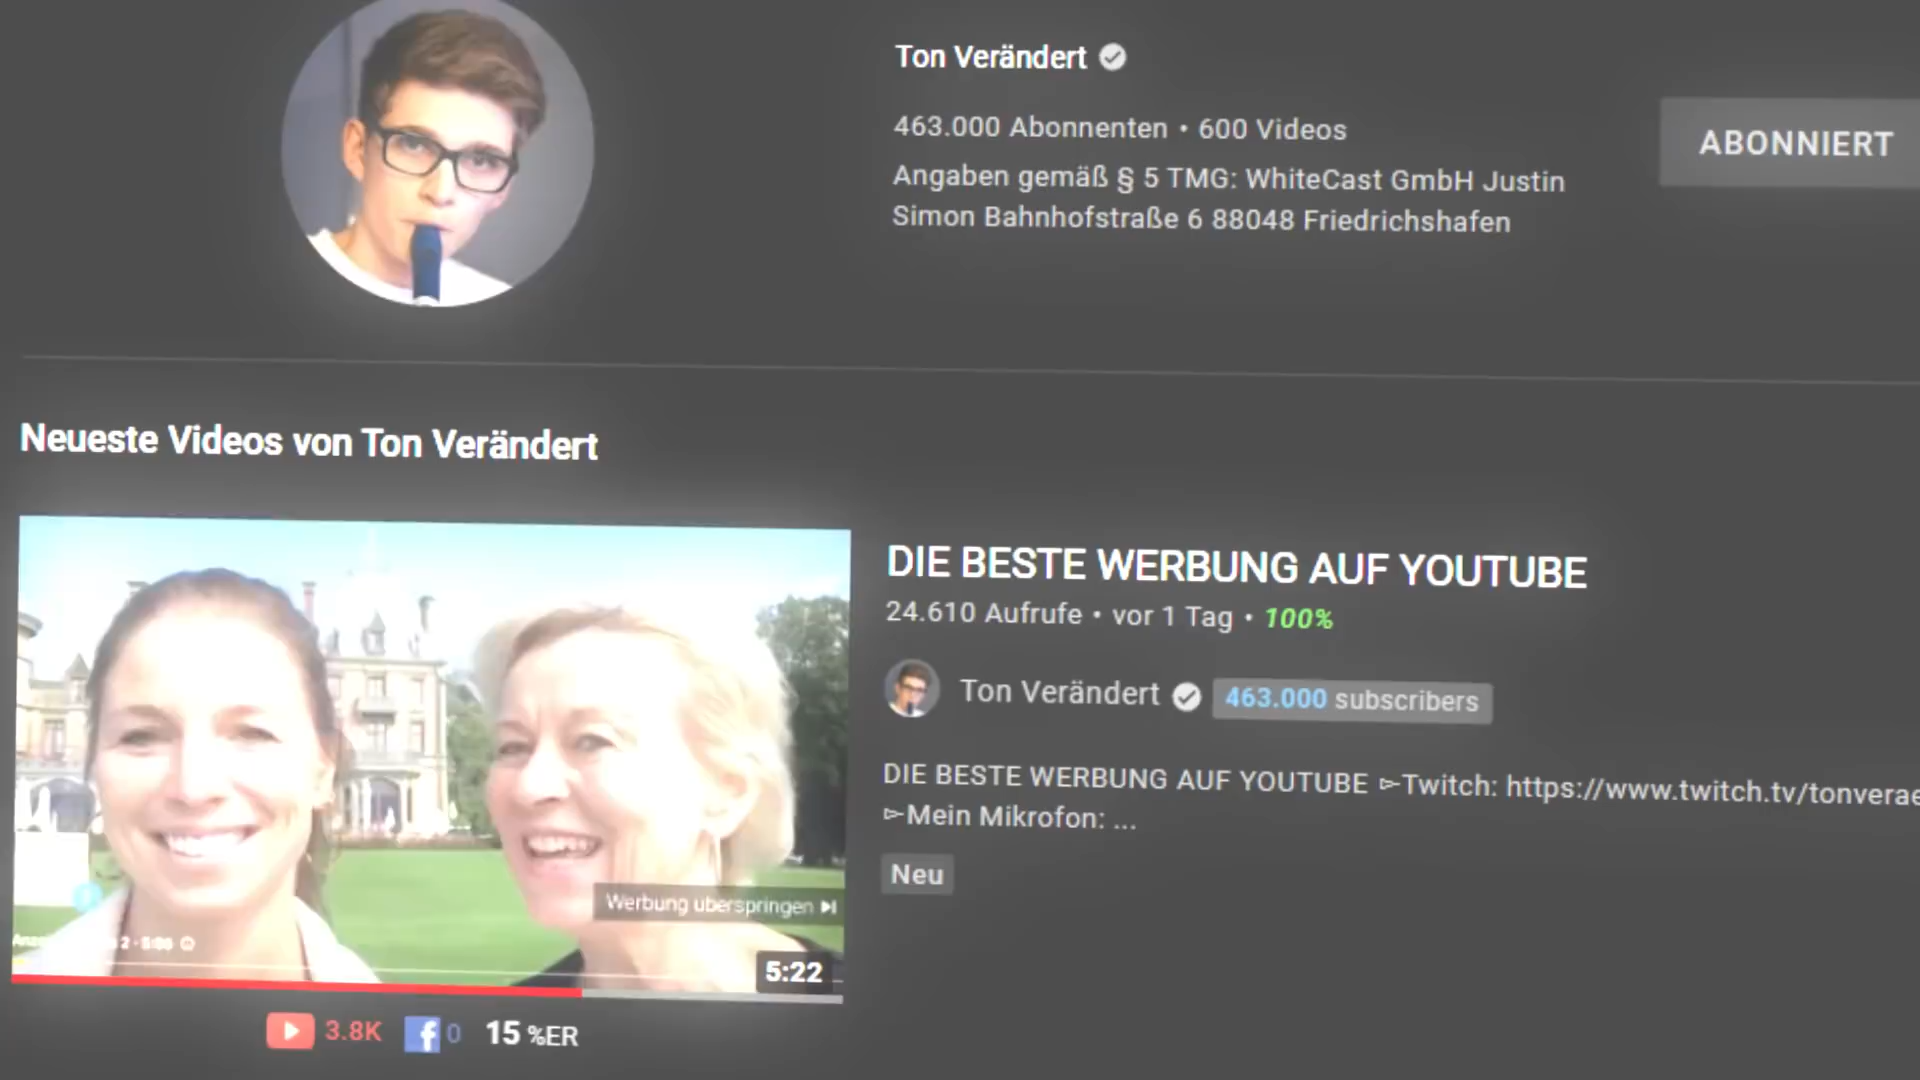 Ton Verändert
463.000 Abonnenten • 600 Videos
Angaben gemäß § 5 TMG: WhiteCast GmbH Justin
Simon Bahnhofstraße 6 88048 Friedrichshafen
ABONNIERT
Neueste Videos von Ton Verändert
DIE BESTE WERBUNG AUF YOUTUBE
24.610 Aufrufe • vor 1 Tag • 100%
Ton Verändert 463.000 subscribers
DIE BESTE WERBUNG AUF YOUTUBE ▻Twitch: https://www.twitch.tv/tonverae
▻Mein Mikrofon: ...
Neu
Werbung überspringen
5:22
3.8K 0 15 %ER